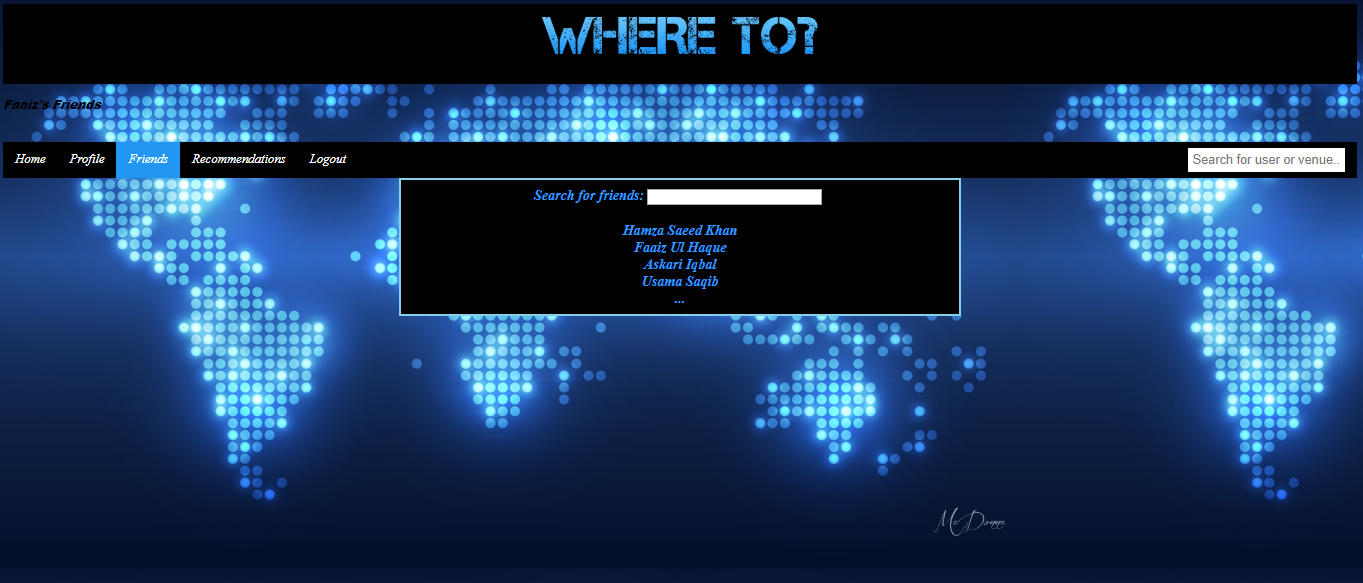 WHERE TO?
Faaiz's Friends
Home Profile Friends Recommendations Logout Search for user or venue..
Search for friends:
Hamza Saeed Khan
Faaiz Ul Haque
Askari Iqbal
Usama Saqib
...